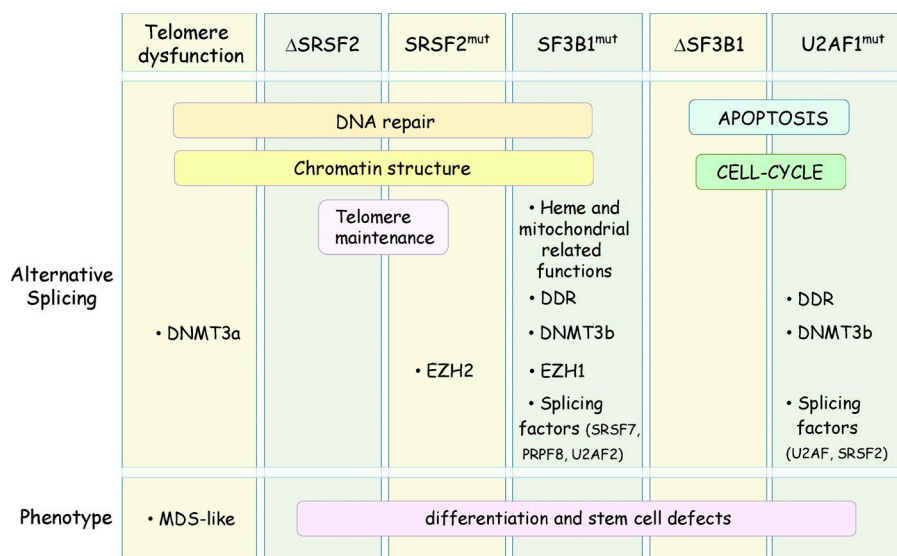 Telomere
dysfunction
ΔSRSF2
SRSF2mut
SF3B1mut
ΔSF3B1
U2AF1mut
Alternative
Splicing
DNA repair
APOPTOSIS
Chromatin structure
CELL-CYCLE
Telomere
maintenance
• Heme and
mitochondrial
related
functions
• DDR
• DDR
• DNMT3a
• DNMT3b
• DNMT3b
• EZH2
• EZH1
• Splicing
factors (SRSF7,
PRPF8, U2AF2)
• Splicing
factors
(U2AF, SRSF2)
Phenotype
• MDS-like
differentiation and stem cell defects